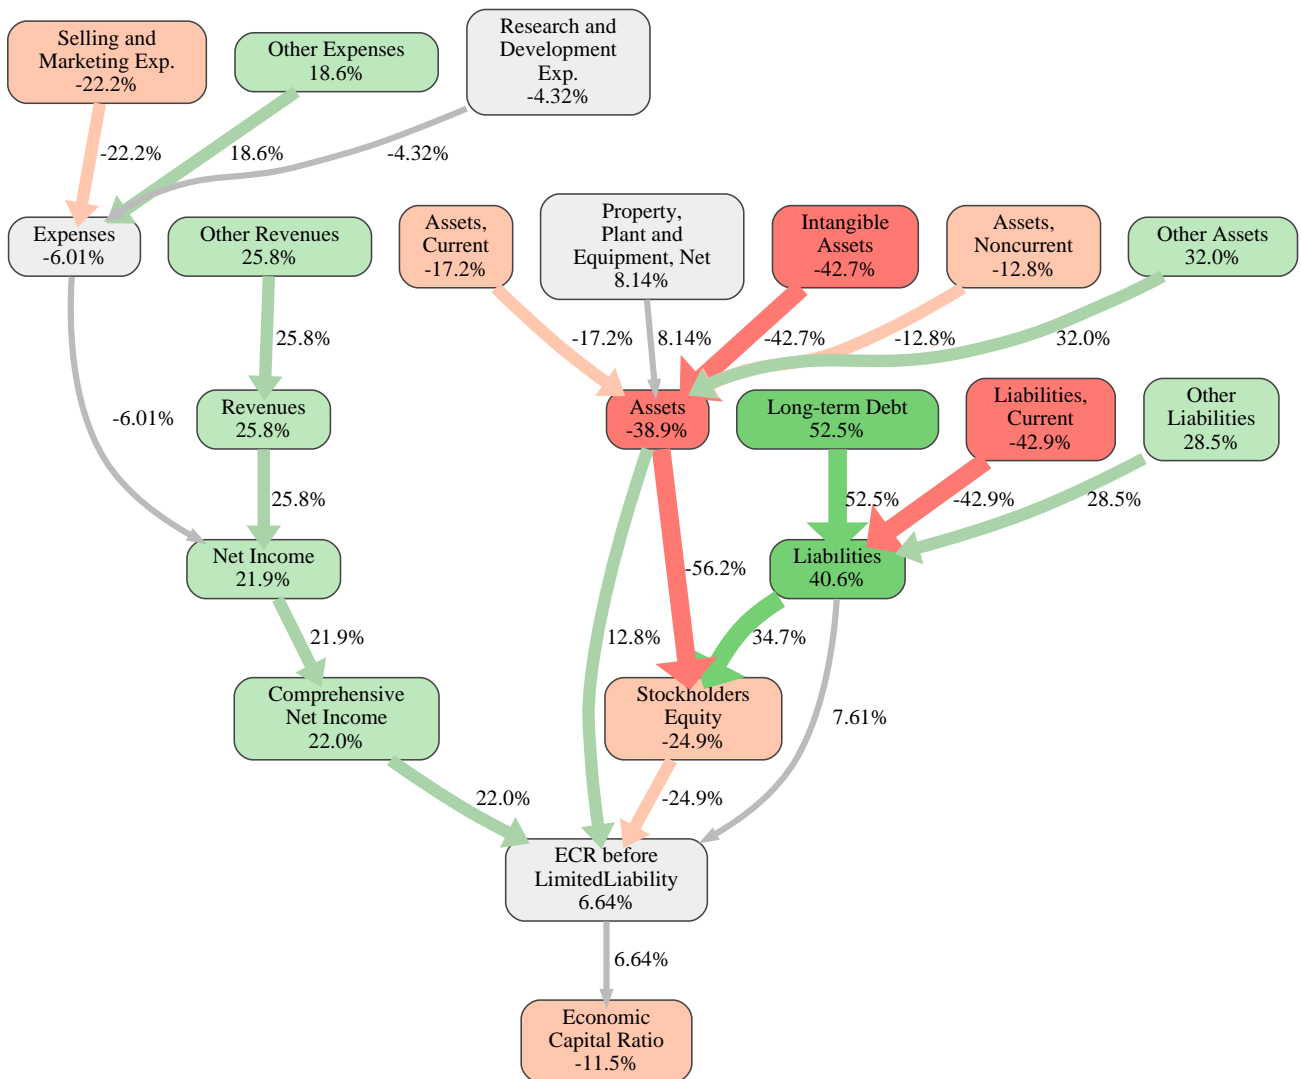 Selling and
Marketing Exp.
-22.2%
Other Expenses
18.6%
Research and
Development
Exp.
-4.32%
-22.2%
18.6%
-4.32%
Expenses
-6.01%
Other Revenues
25.8%
Assets,
Current
-17.2%
Property,
Plant and
Equipment, Net
8.14%
Intangible
Assets
-42.7%
Assets,
Noncurrent
-12.8%
Other Assets
32.0%
25.8%
-17.2%
8.14%
-42.7%
-12.8%
32.0%
-6.01%
Revenues
25.8%
Assets
-38.9%
Long-term Debt
52.5%
Liabilities,
Current
-42.9%
Other
Liabilities
28.5%
25.8%
52.5%
-42.9%
28.5%
Net Income
21.9%
-56.2%
Liabilities
40.6%
21.9%
12.8%
34.7%
Comprehensive
Net Income
22.0%
Stockholders
Equity
-24.9%
7.61%
22.0%
-24.9%
ECR before
LimitedLiability
6.64%
6.64%
Economic
Capital Ratio
-11.5%